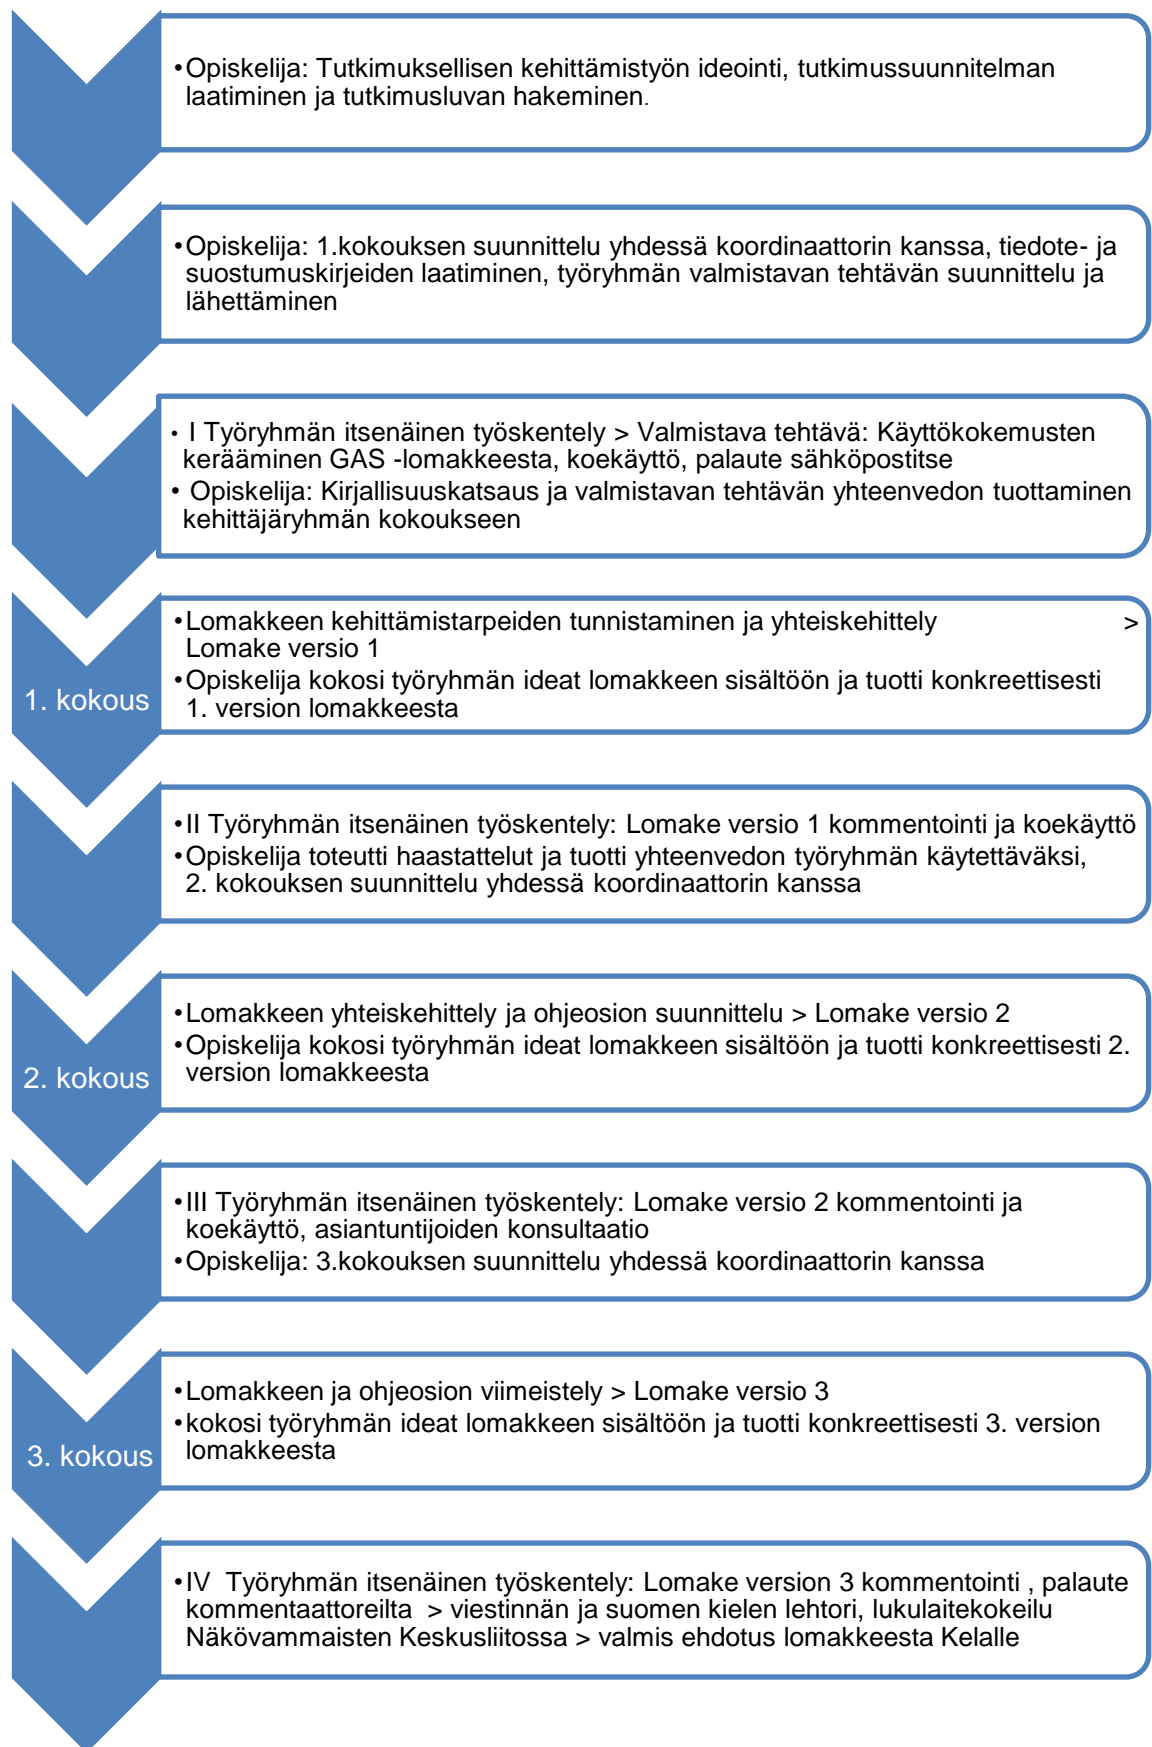 •Opiskelija: Tutkimuksellisen kehittämistyön ideointi, tutkimussuunnitelman
laatiminen ja tutkimusluvan hakeminen.
•Opiskelija: 1.kokouksen suunnittelu yhdessä koordinaattorin kanssa, tiedote- ja
suostumuskirjeiden laatiminen, työryhmän valmistavan tehtävän suunnittelu ja
lähettäminen
• I Työryhmän itsenäinen työskentely > Valmistava tehtävä: Käyttökokemusten
kerääminen GAS -lomakkeesta, koekäyttö, palaute sähköpostitse
• Opiskelija: Kirjallisuuskatsaus ja valmistavan tehtävän yhteenvedon tuottaminen
kehittäjäryhmän kokoukseen
1. kokous
•Lomakkeen kehittämistarpeiden tunnistaminen ja yhteiskehittely >
Lomake versio 1
•Opiskelija kokosi työryhmän ideat lomakkeen sisältöön ja tuotti konkreettisesti
1. version lomakkeesta
•II Työryhmän itsenäinen työskentely: Lomake versio 1 kommentointi ja koekäyttö
•Opiskelija toteutti haastattelut ja tuotti yhteenvedon työryhmän käytettäväksi,
2. kokouksen suunnittelu yhdessä koordinaattorin kanssa
2. kokous
•Lomakkeen yhteiskehittely ja ohjeosion suunnittelu > Lomake versio 2
•Opiskelija kokosi työryhmän ideat lomakkeen sisältöön ja tuotti konkreettisesti 2.
version lomakkeesta
•III Työryhmän itsenäinen työskentely: Lomake versio 2 kommentointi ja
koekäyttö, asiantuntijoiden konsultaatio
•Opiskelija: 3.kokouksen suunnittelu yhdessä koordinaattorin kanssa
3. kokous
•Lomakkeen ja ohjeosion viimeistely > Lomake versio 3
•kokosi työryhmän ideat lomakkeen sisältöön ja tuotti konkreettisesti 3. version
lomakkeesta
•IV Työryhmän itsenäinen työskentely: Lomake version 3 kommentointi , palaute
kommentaattoreilta > viestinnän ja suomen kielen lehtori, lukulaitekokeilu
Näkövammaisten Keskusliitossa > valmis ehdotus lomakkeesta Kelalle